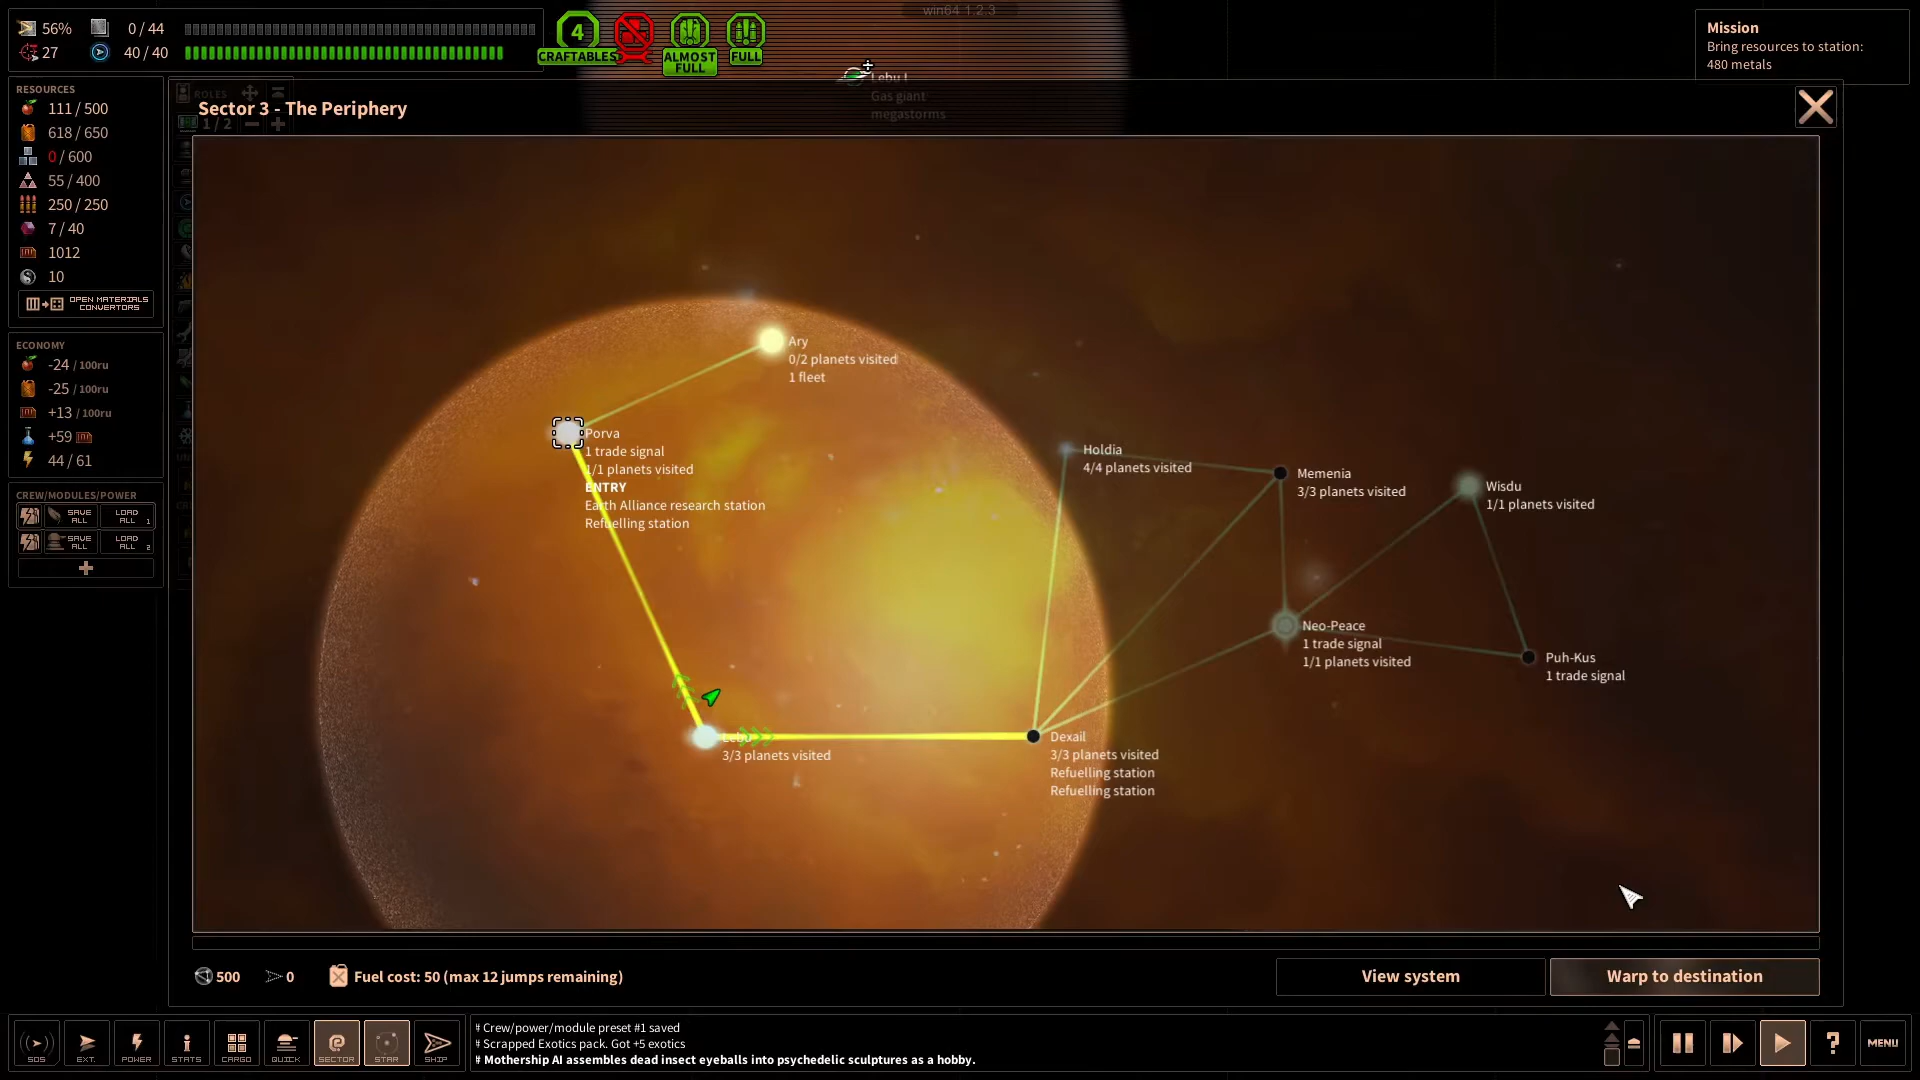 win64 1.2.3
56%
0 / 44
27
40 / 40
4
CRAFTABLES
ALMOST FULL
FULL
Mission
Bring resources to station:
480 metals
Lebu I
Gas giant
megastorms
RESOURCES
111 / 500
618 / 650
0 / 600
55 / 400
250 / 250
7 / 40
1012
10
OPEN MATERIALS
CONVERTORS
ROLES
1 / 2
Sector 3 - The Periphery
ECONOMY
-24 / 100ru
-25 / 100ru
+13 / 100ru
+59
44 / 61
CREW/MODULES/POWER
SAVE ALL
LOAD ALL 1
SAVE ALL
LOAD ALL 2
Ary
0/2 planets visited
1 fleet
Porva
1 trade signal
1/1 planets visited
ENTRY
Earth Alliance research station
Refuelling station
Holdia
4/4 planets visited
Memenia
3/3 planets visited
Wisdu
1/1 planets visited
Neo-Peace
1 trade signal
1/1 planets visited
Puh-Kus
1 trade signal
Lebu
3/3 planets visited
Dexail
3/3 planets visited
Refuelling station
Refuelling station
500
0
Fuel cost: 50 (max 12 jumps remaining)
View system
Warp to destination
SOS
EXT.
POWER
STATS
CARGO
QUICK
SECTOR
STAR
SHIP
Crew/power/module preset #1 saved
Scrapped Exotics pack. Got +5 exotics
Mothership AI assembles dead insect eyeballs into psychedelic sculptures as a hobby.
?
MENU